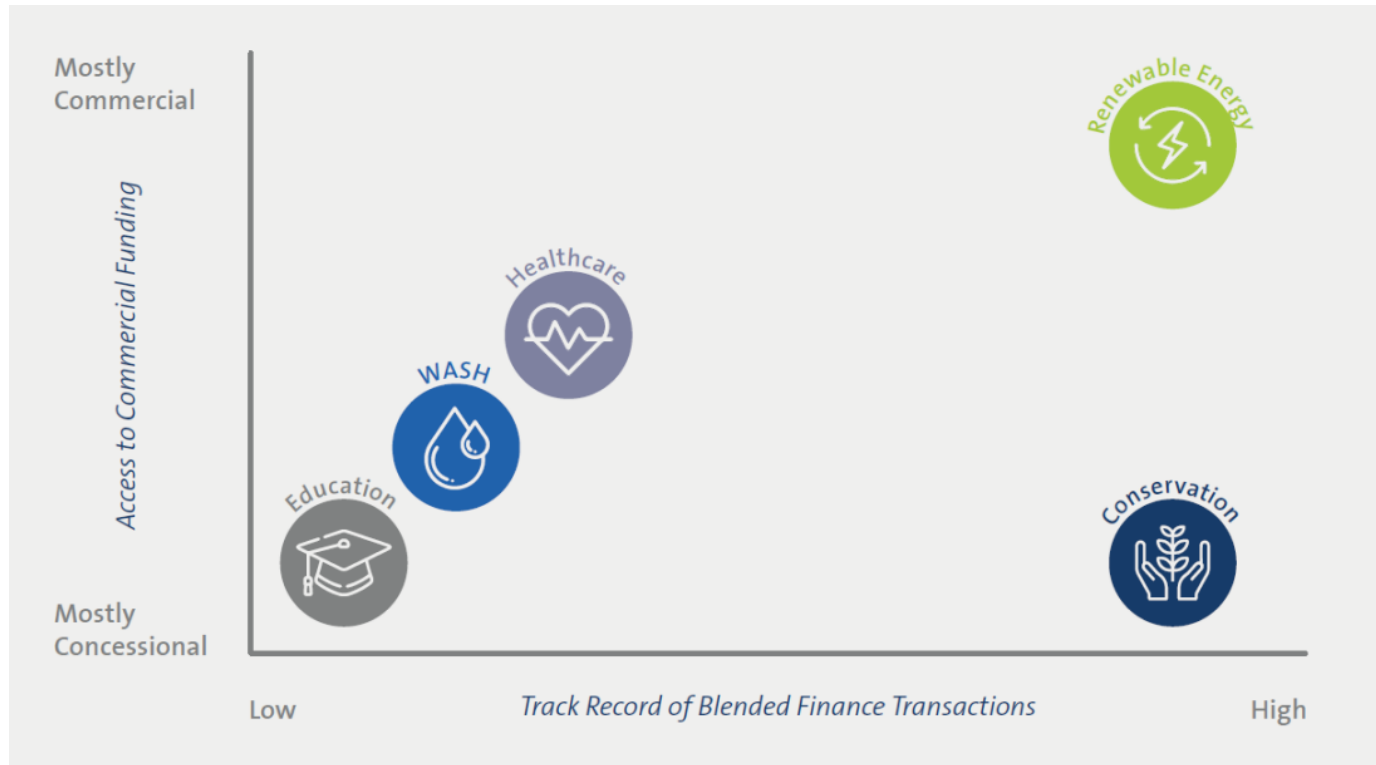 Mostly
Commercial
Access to Commercial Funding
Mostly
Concessional
Renewable Energy
Healthcare
WASH
Education
Conservation
Low
Track Record of Blended Finance Transactions
High